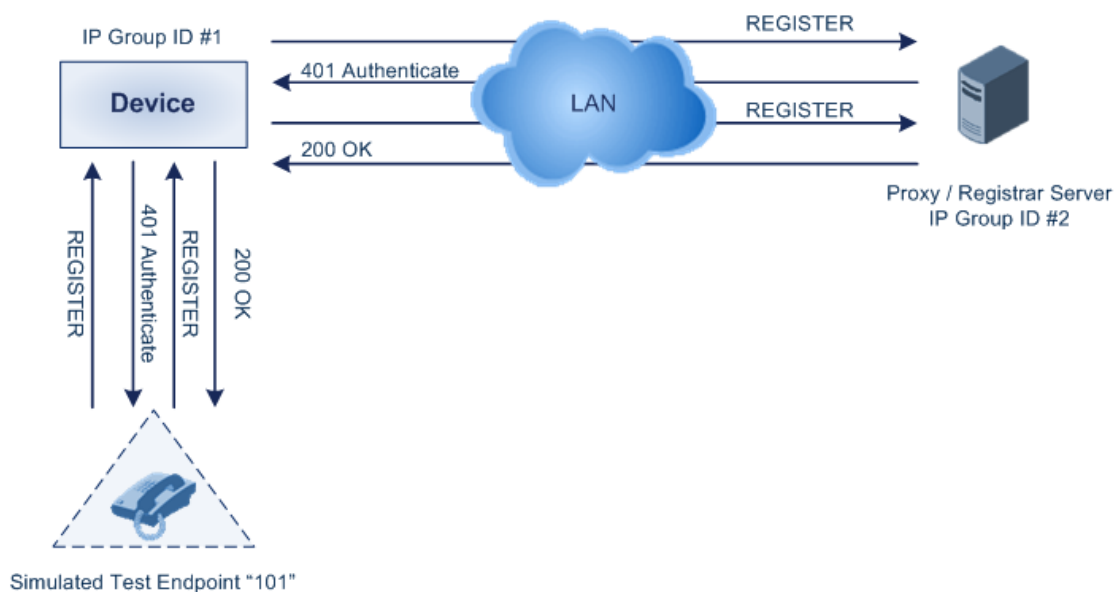 IP Group ID #1
REGISTER
401 Authenticate
Device
LAN
REGISTER
200 OK
Proxy / Registrar Server
IP Group ID #2
REGISTER
401 Authenticate
REGISTER
200 OK
Simulated Test Endpoint “101”